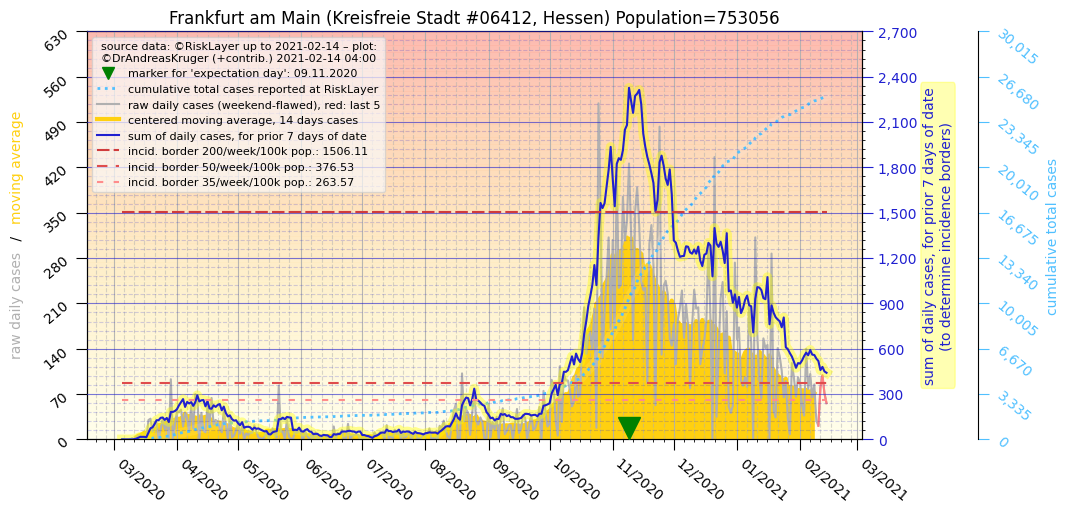 Frankfurt am Main (Kreisfreie Stadt #06412, Hessen) Population=753056
source data: ©RiskLayer up to 2021-02-14 – plot:
©DrAndreasKruger (+contrib.) 2021-02-14 04:00
marker for 'expectation day': 09.11.2020
cumulative total cases reported at RiskLayer
raw daily cases (weekend-flawed), red: last 5
centered moving average, 14 days cases
sum of daily cases, for prior 7 days of date
incid. border 200/week/100k pop.: 1506.11
incid. border 50/week/100k pop.: 376.53
incid. border 35/week/100k pop.: 263.57
raw daily cases / moving average
630
560
490
420
350
280
210
140
70
0
03/2020
04/2020
05/2020
06/2020
07/2020
08/2020
09/2020
10/2020
11/2020
12/2020
01/2021
02/2021
03/2021
2,700
2,400
2,100
1,800
1,500
1,200
900
600
300
0
sum of daily cases, for prior 7 days of date
(to determine incidence borders)
30,015
26,680
23,345
20,010
16,675
13,340
10,005
6,670
3,335
0
cumulative total cases